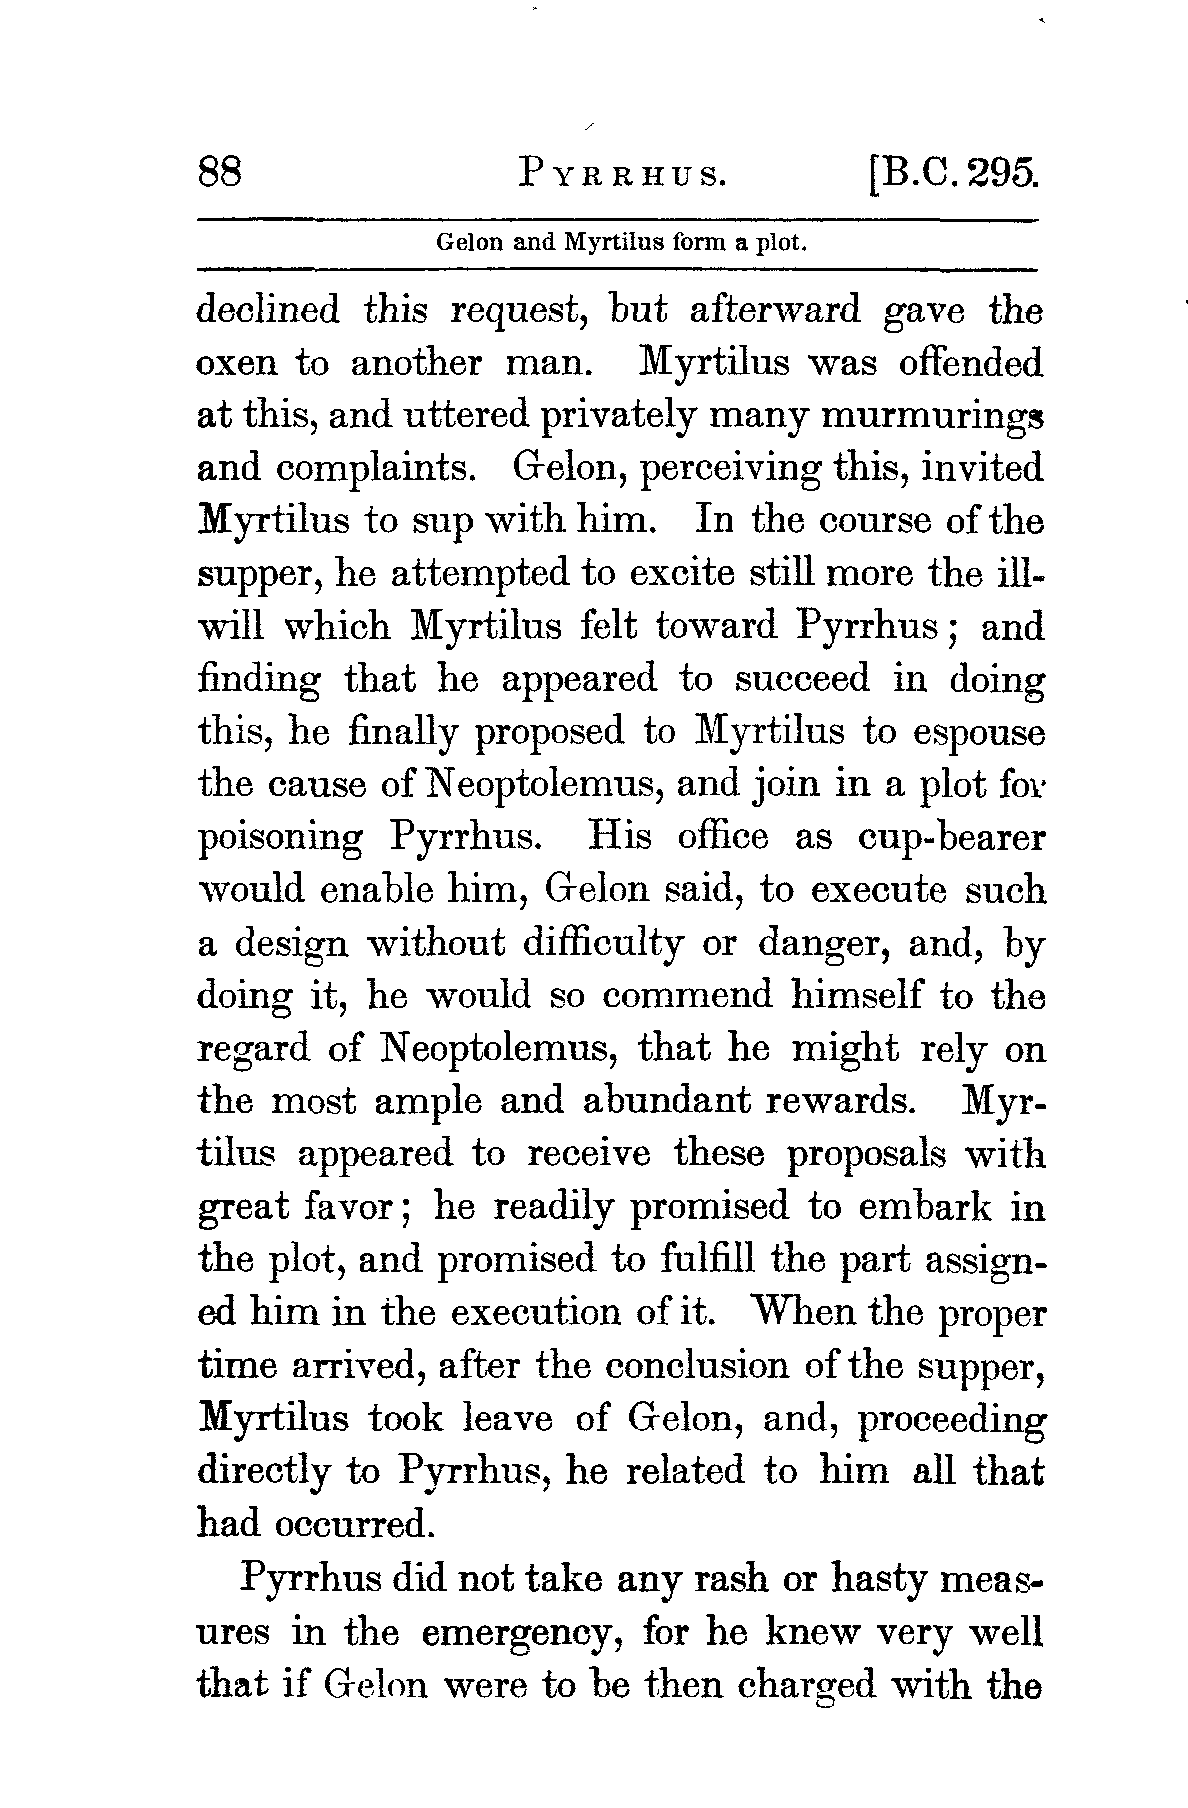 88 PYRRHUS. [B.C. 295.
Gelon and Myrtilus form a plot.
declined this request, but afterward gave the
oxen to another man. Myrtilus was offended
at this, and uttered privately many murmurings
and complaints. Gelon, perceiving this, invited
Myrtilus to sup with him. In the course of the
supper, he attempted to excite still more the ill-
will which Myrtilus felt toward Pyrrhus; and
finding that he appeared to succeed in doing
this, he finally proposed to Myrtilus to espouse
the cause of Neoptolemus, and join in a plot for
poisoning Pyrrhus. His office as cup-bearer
would enable him, Gelon said, to execute such
a design without difficulty or danger, and, by
doing it, he would so commend himself to the
regard of Neoptolemus, that he might rely on
the most ample and abundant rewards. Myr-
tilus appeared to receive these proposals with
great favor; he readily promised to embark in
the plot, and promised to fulfill the part assign-
ed him in the execution of it. When the proper
time arrived, after the conclusion of the supper,
Myrtilus took leave of Gelon, and, proceeding
directly to Pyrrhus, he related to him all that
had occurred.
Pyrrhus did not take any rash or hasty meas-
ures in the emergency, for he knew very well
that if Gelon were to be then charged with the